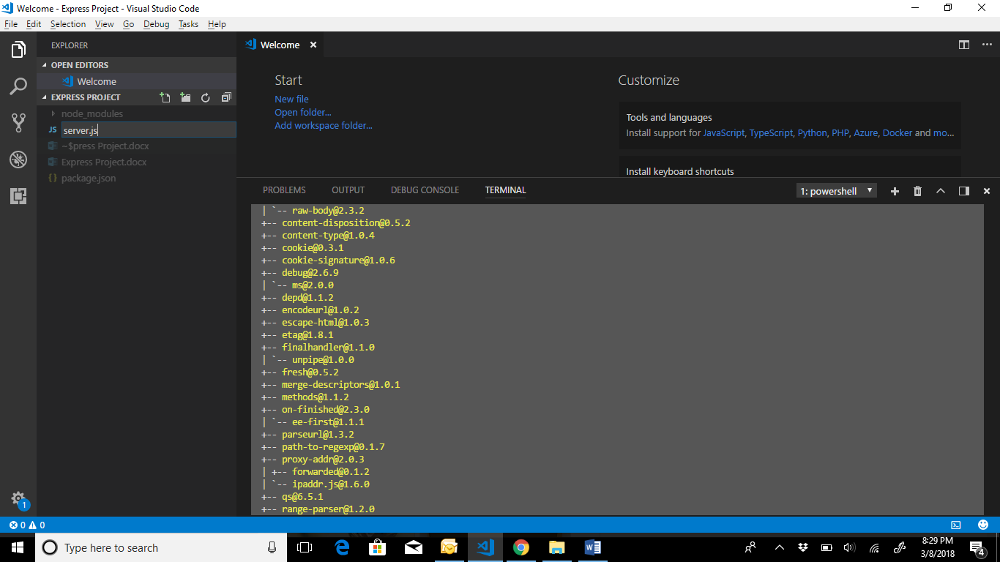 Welcome - Express Project - Visual Studio Code
File Edit Selection View Go Debug Tasks Help
EXPLORER
OPEN EDITORS
Welcome
EXPRESS PROJECT
node_modules
JS server.js
~$press Project.docx
Express Project.docx
{} package.json
Welcome
Start
New file
Open folder...
Add workspace folder...
Customize
Tools and languages
Install support for JavaScript, TypeScript, Python, PHP, Azure, Docker and mo...
Install keyboard shortcuts
PROBLEMS OUTPUT DEBUG CONSOLE TERMINAL
1: powershell
| `-- raw-body@2.3.2
+-- content-disposition@0.5.2
+-- content-type@1.0.4
+-- cookie@0.3.1
+-- cookie-signature@1.0.6
+-- debug@2.6.9
| `-- ms@2.0.0
+-- depd@1.1.2
+-- encodeurl@1.0.2
+-- escape-html@1.0.3
+-- etag@1.8.1
+-- finalhandler@1.1.0
| `-- unpipe@1.0.0
+-- fresh@0.5.2
+-- merge-descriptors@1.0.1
+-- methods@1.1.2
+-- on-finished@2.3.0
| `-- ee-first@1.1.1
+-- parseurl@1.3.2
+-- path-to-regexp@0.1.7
+-- proxy-addr@2.0.3
| +-- forwarded@0.1.2
| `-- ipaddr.js@1.6.0
+-- qs@6.5.1
+-- range-parser@1.2.0
1
0 0
Type here to search
8:29 PM
3/8/2018
4